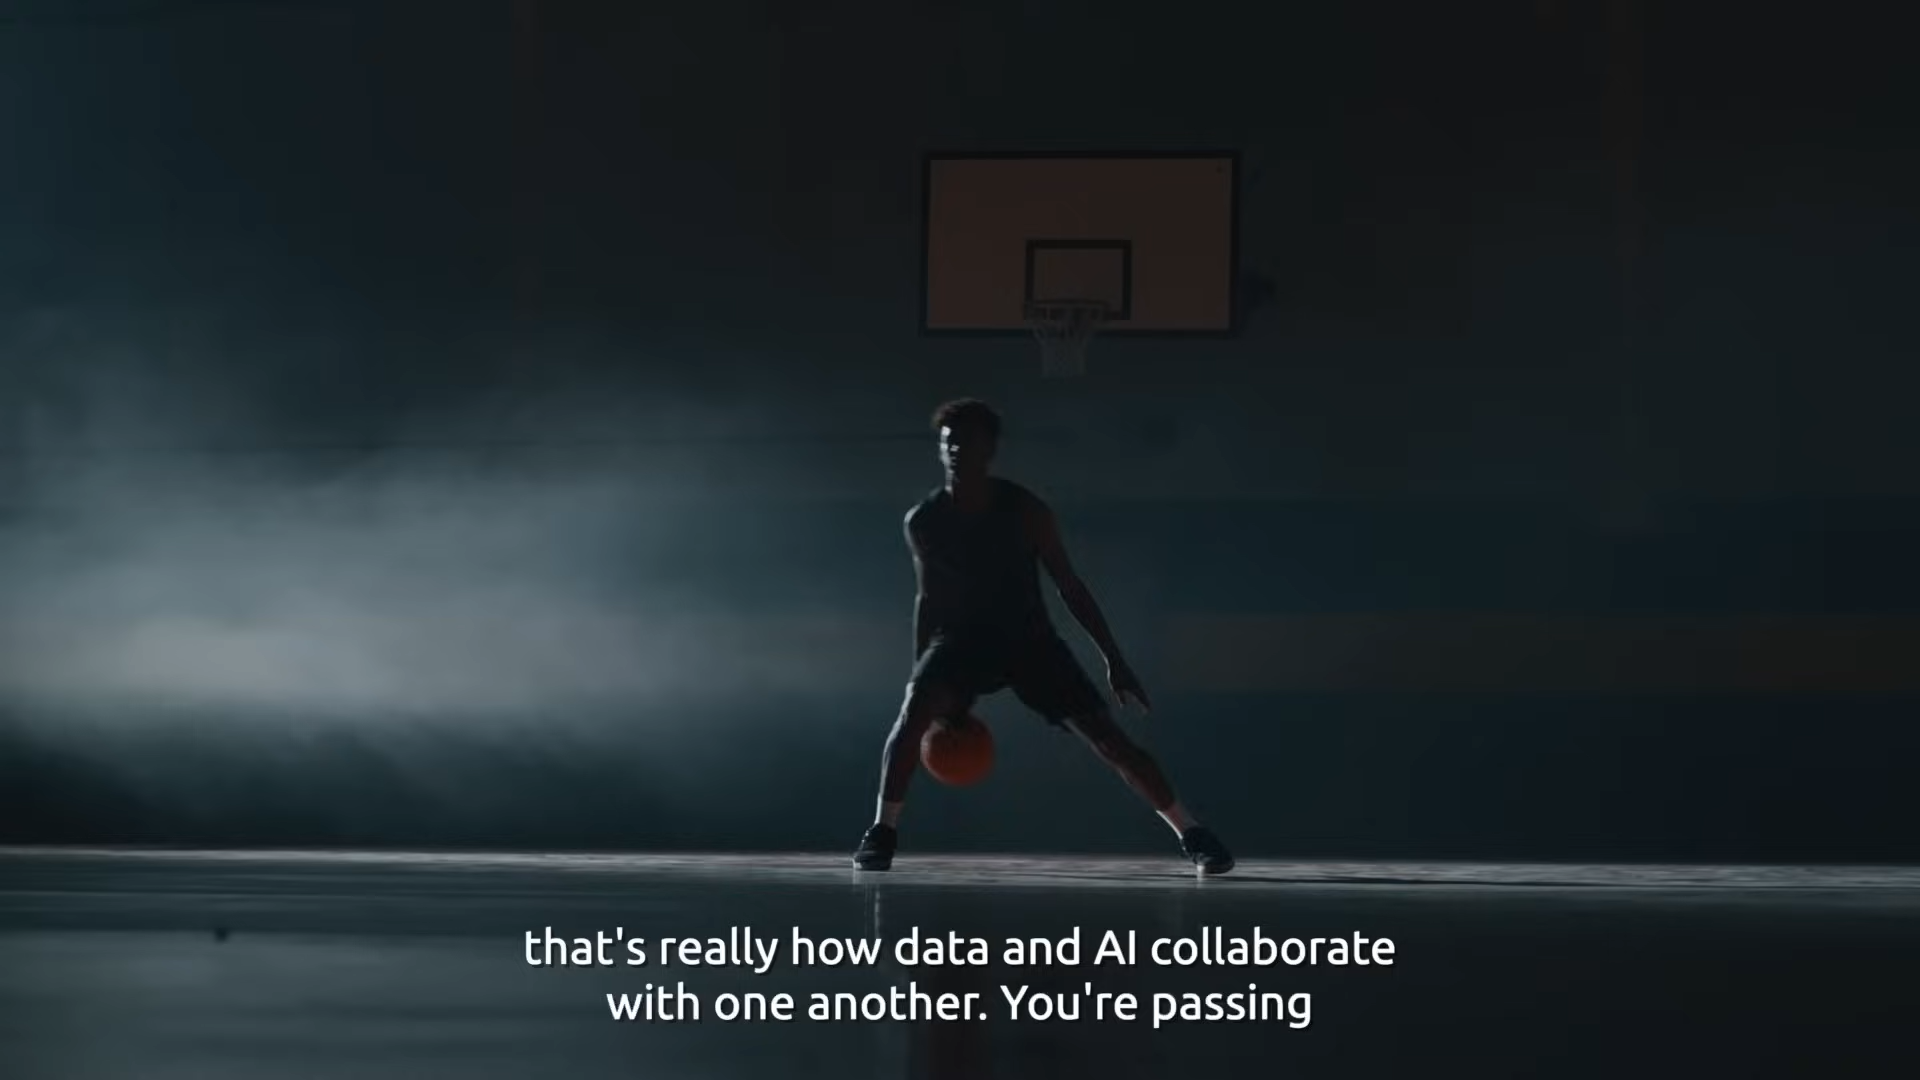 that's really how data and AI collaborate
with one another. You're passing